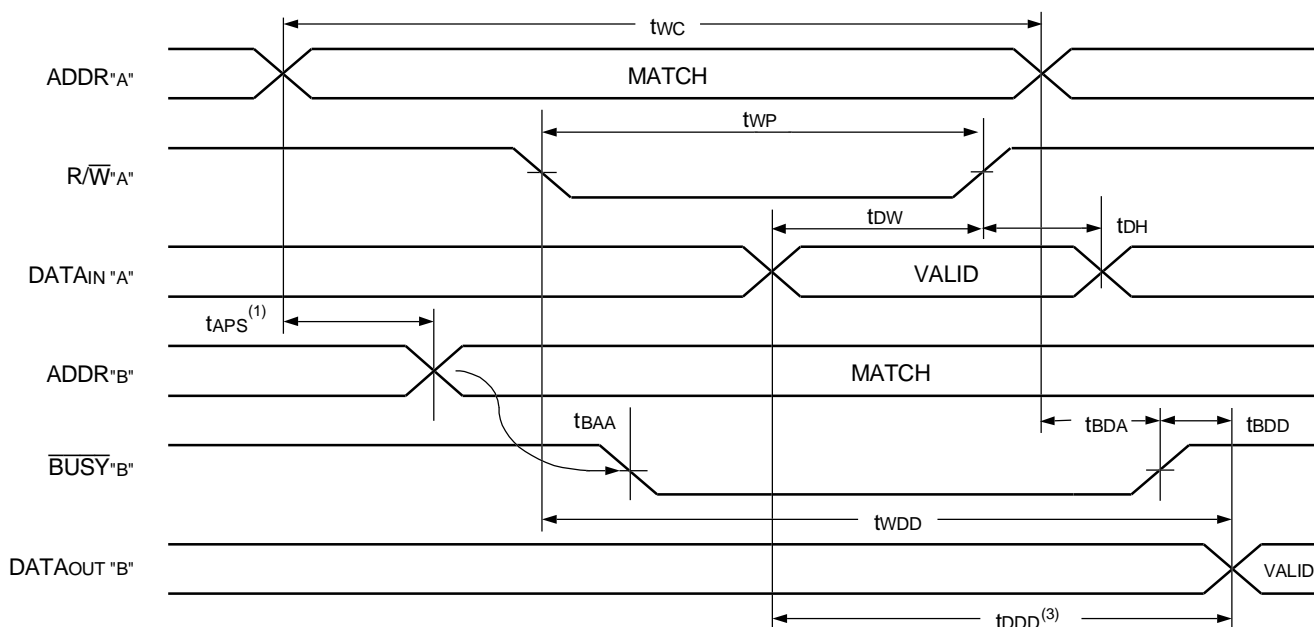 tWC
ADDR"A"
MATCH
tWP
R/W̅"A"
tDW
tDH
DATAIN "A"
VALID
tAPS(1)
ADDR"B"
MATCH
tBAA
tBDA
tBDD
B̅U̅S̅Y̅"B"
tWDD
DATAOUT "B"
VALID
tDDD(3)